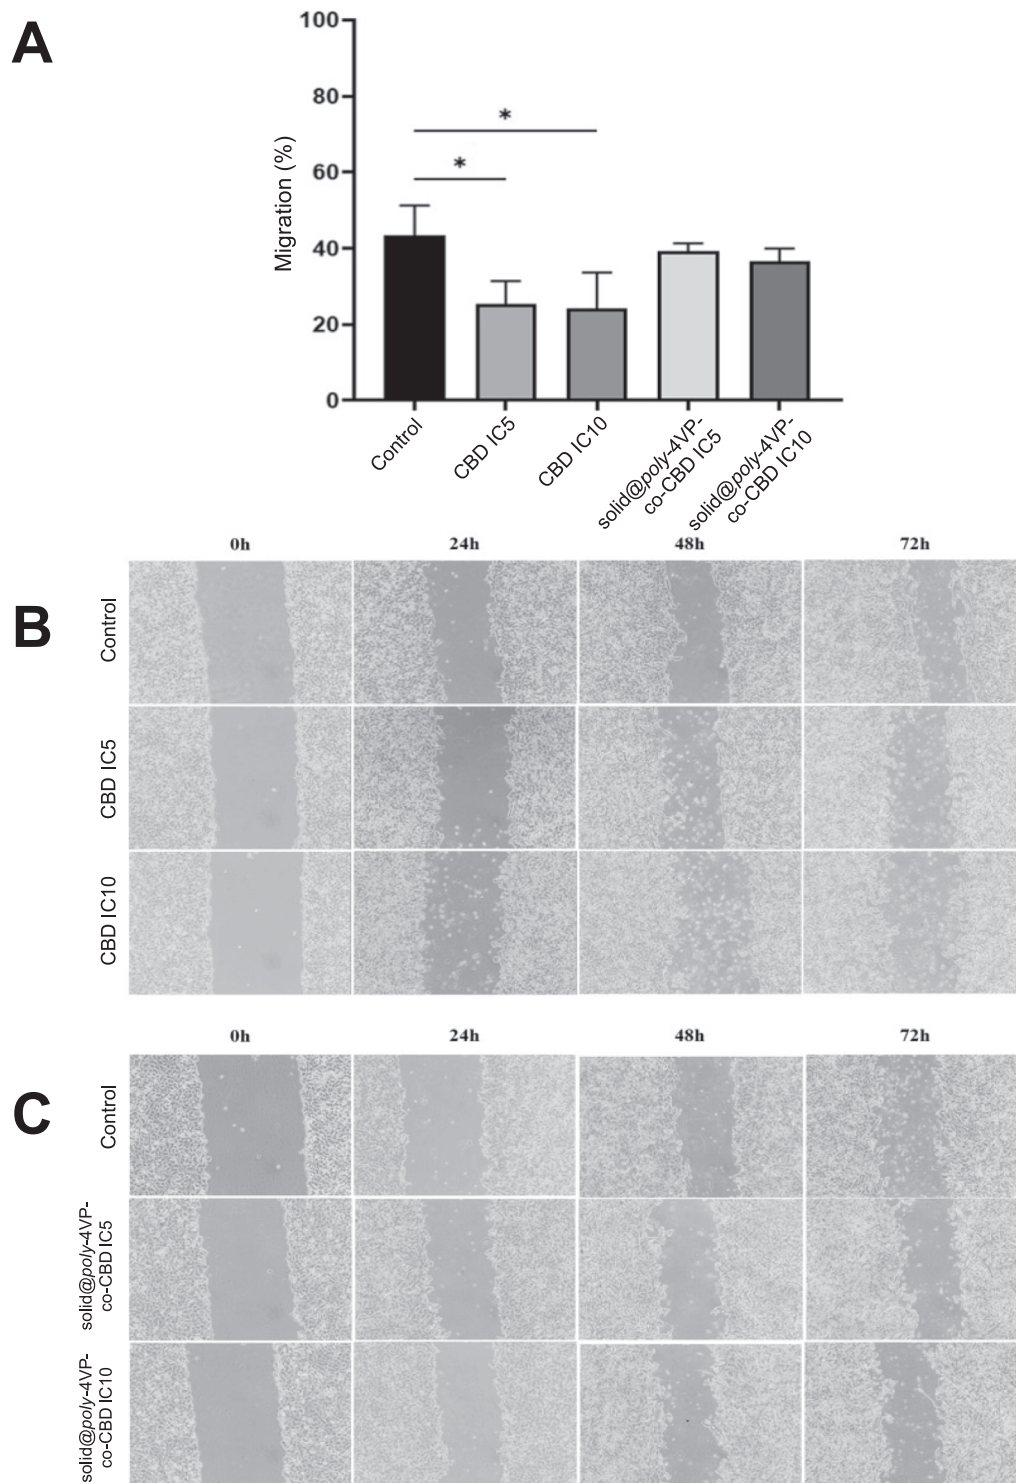 A
100
80
60
40
20
0
Migration (%)
*
*
Control
CBD IC5
CBD IC10
solid@poly-4VP-
co-CBD IC5
solid@poly-4VP-
co-CBD IC10
0h 24h 48h 72h
B
Control
CBD IC5
CBD IC10
0h 24h 48h 72h
C
Control
solid@poly-4VP-
co-CBD IC5
solid@poly-4VP-
co-CBD IC10